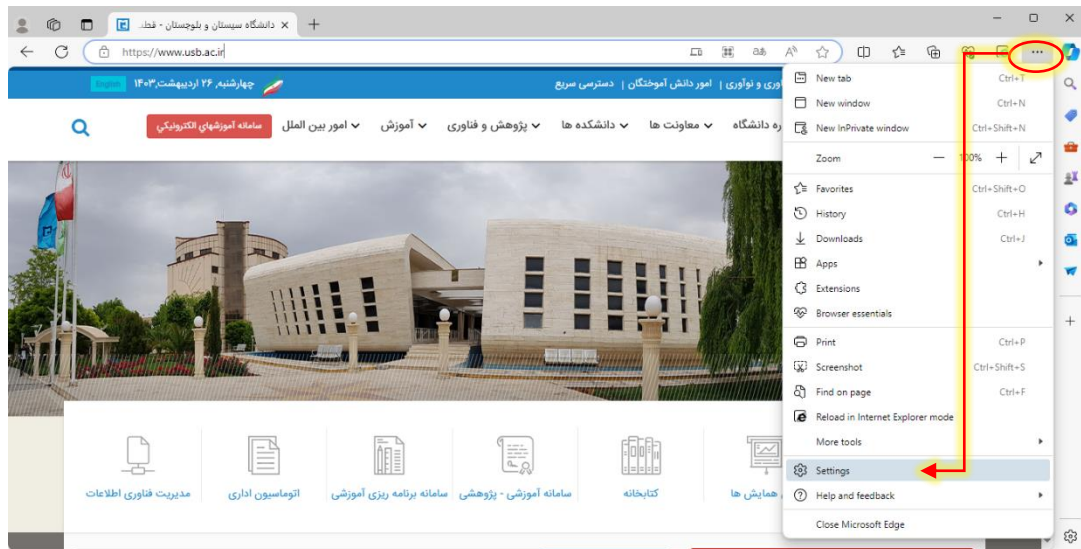 دانشگاه سیستان و بلوچستان - قطب
https://www.usb.ac.ir
English
چهارشنبه, ۲۶ اردیبهشت,۱۴۰۳
آوری و نوآوری | امور دانش آموختگان | دسترسی سریع
ره دانشگاه معاونت ها دانشکده ها پژوهش و فناوری آموزش امور بین الملل سامانه آموزشهاي الکترونيکي
New tab Ctrl+T
New window Ctrl+N
New InPrivate window Ctrl+Shift+N
Zoom 100%
Favorites Ctrl+Shift+O
History Ctrl+H
Downloads Ctrl+J
Apps
Extensions
Browser essentials
Print Ctrl+P
Screenshot Ctrl+Shift+S
Find on page Ctrl+F
Reload in Internet Explorer mode
More tools
Settings
Help and feedback
Close Microsoft Edge
همایش ها
کتابخانه
سامانه آموزشی - پژوهشی
سامانه برنامه ریزی آموزشی
اتوماسیون اداری
مدیریت فناوری اطلاعات